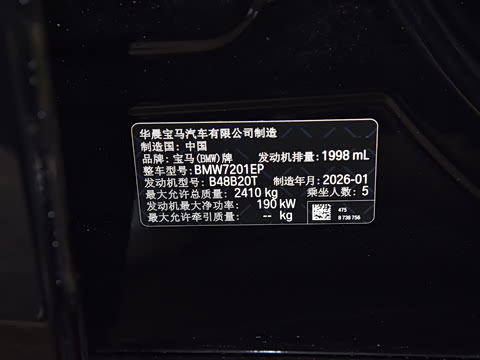 华晨宝马汽车有限公司制造
制造国: 中国
品牌: 宝马(BMW)牌 发动机排量: 1998 mL
整车型号: BMW7201EP
发动机型号: B48B20T 制造年月: 2026-01
最大允许总质量: 2410 kg 乘坐人数: 5
发动机最大净功率: 190 kW
最大允许牵引质量: -- kg
475
8 738 756